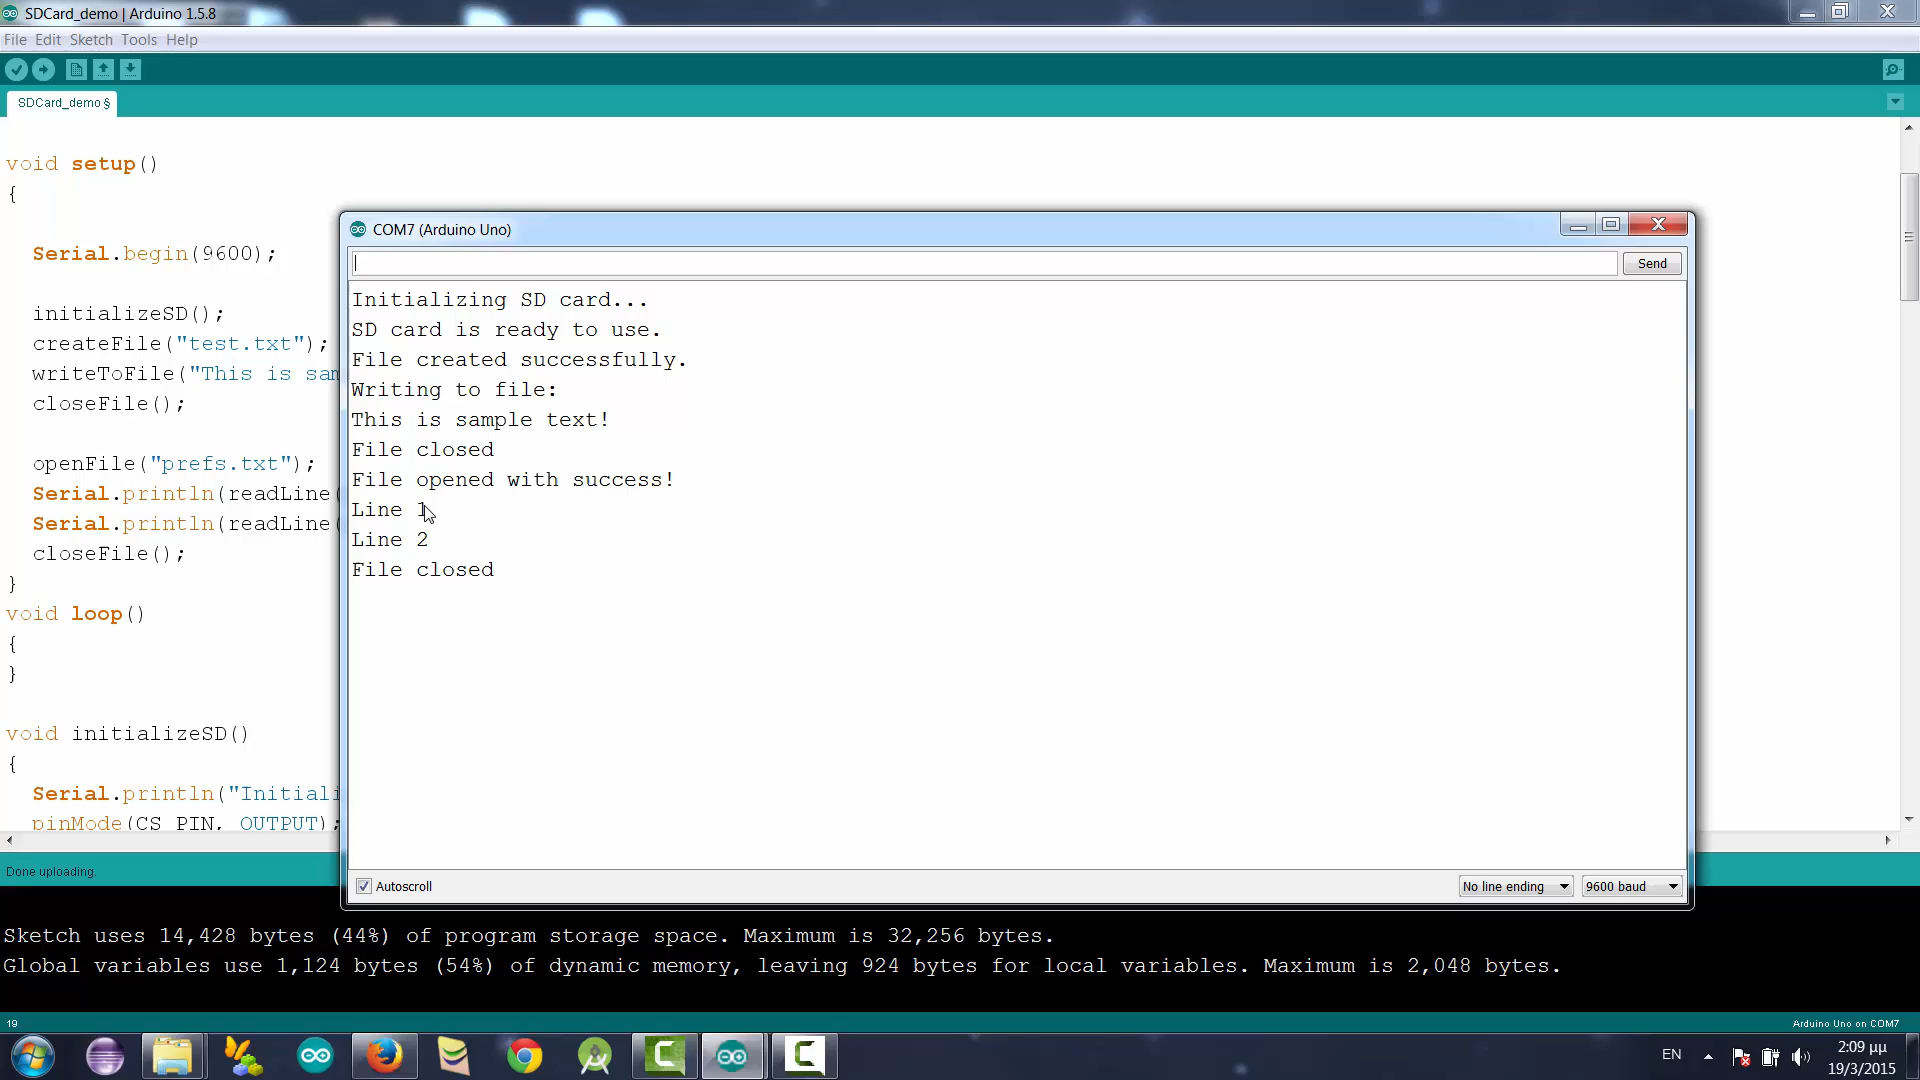 SDCard_demo | Arduino 1.5.8
File Edit Sketch Tools Help
SDCard_demo §
void setup()
{
Serial.begin(9600);
initializeSD();
createFile("test.txt");
writeToFile("This is sam
closeFile();
openFile("prefs.txt");
Serial.println(readLine(
Serial.println(readLine(
closeFile();
}
void loop()
{
}
void initializeSD()
{
Serial.println("Initiali
pinMode(CS_PIN, OUTPUT);
COM7 (Arduino Uno)
Send
Initializing SD card...
SD card is ready to use.
File created successfully.
Writing to file:
This is sample text!
File closed
File opened with success!
Line 1
Line 2
File closed
Autoscroll
No line ending
9600 baud
Done uploading.
Sketch uses 14,428 bytes (44%) of program storage space. Maximum is 32,256 bytes.
Global variables use 1,124 bytes (54%) of dynamic memory, leaving 924 bytes for local variables. Maximum is 2,048 bytes.
19
Arduino Uno on COM7
EN
2:09 μμ
19/3/2015